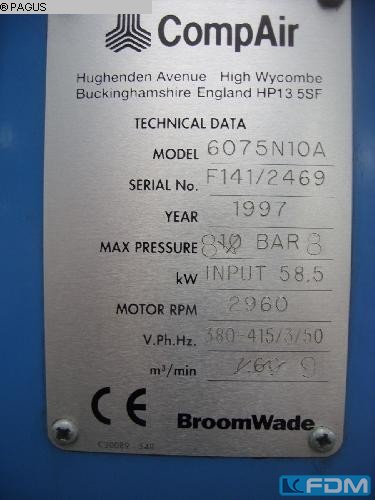 © PAGUS
CompAir
Hughenden Avenue High Wycombe
Buckinghamshire England HP13 5SF
TECHNICAL DATA
MODEL 6075N10A
SERIAL No. F141/2469
YEAR 1997
MAX PRESSURE BAR 8
kW INPUT 58.5
MOTOR RPM 2960
V.Ph.Hz. 380-415/3/50
m³/min 9
CE BroomWade
FDM